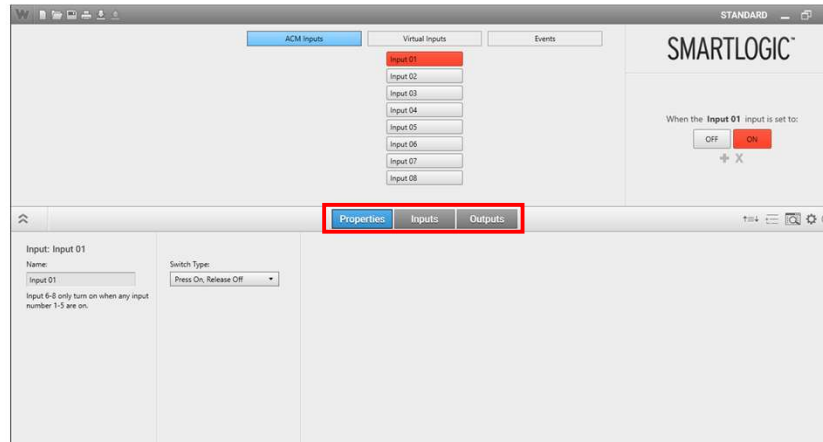 W
STANDARD
ACM Inputs
Virtual Inputs
Events
SMARTLOGIC™
Input 01
Input 02
Input 03
Input 04
Input 05
Input 06
Input 07
Input 08
When the Input 01 input is set to:
OFF
ON
Properties
Inputs
Outputs
Input: Input 01
Name:
Input 01
Input 6-8 only turn on when any input
number 1-5 are on.
Switch Type:
Press On, Release Off